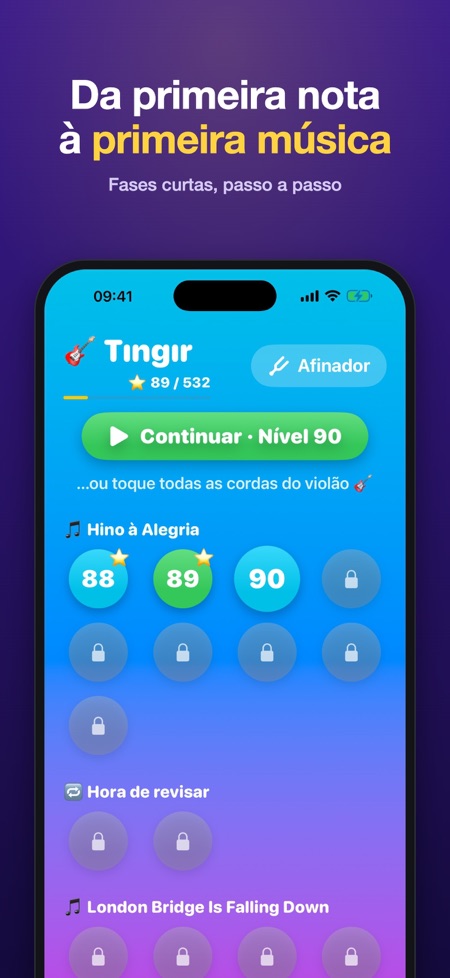 Da primeira nota
à primeira música
Fases curtas, passo a passo
09:41
Tıngır
89 / 532
Afinador
Continuar · Nível 90
...ou toque todas as cordas do violão
Hino à Alegria
88
89
90
Hora de revisar
London Bridge Is Falling Down